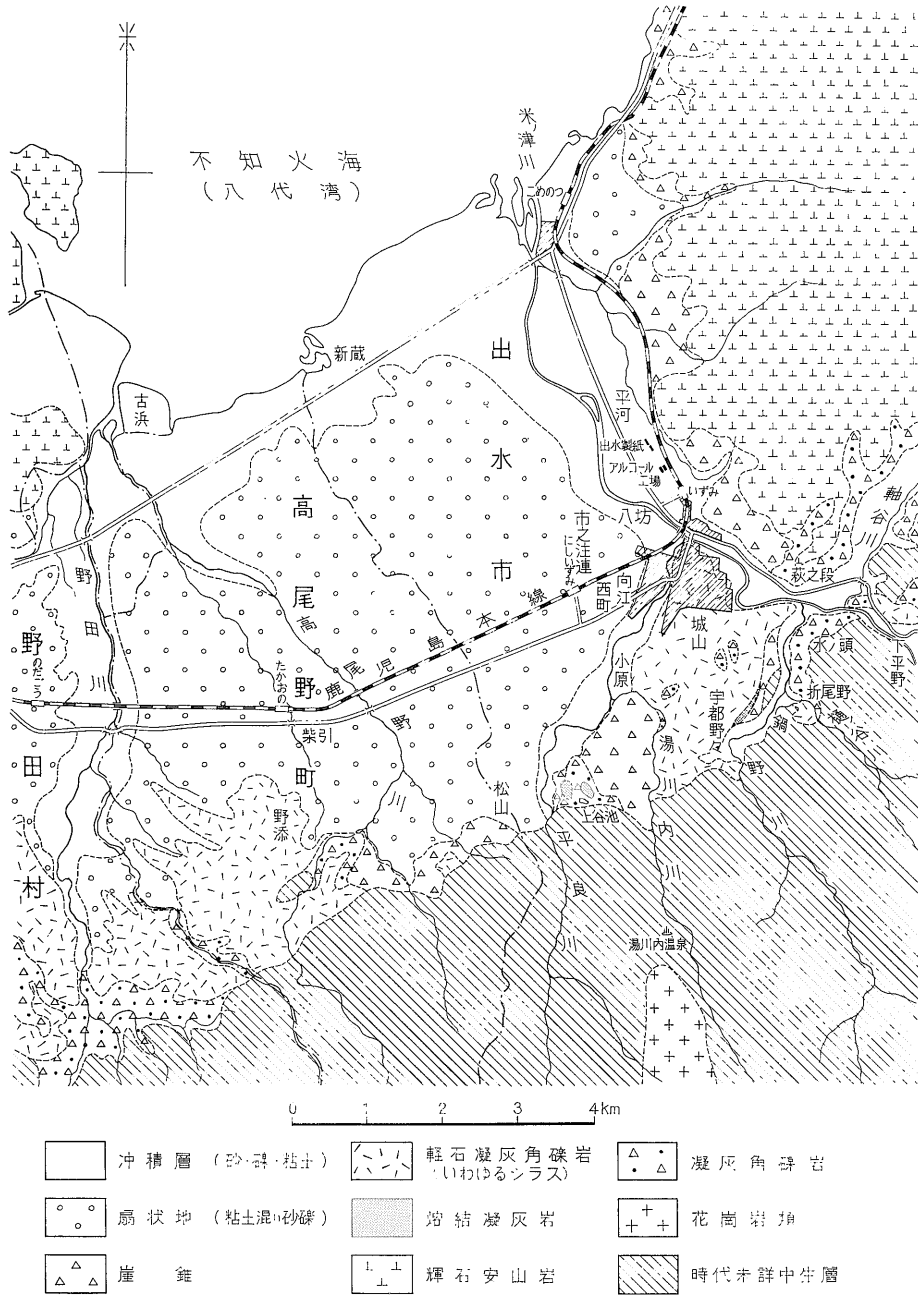 不知火海
(八代湾)
米ノ津川
こめのつ
新蔵
古浜
出水市
平河
出水製紙
アルコール
工場
いずみ
八坊
市之注連
にしいずみ
西町
向江
城山
萩之段
軸谷川
水ノ頭
下平野
折尾野
小原
宇都野
鍋野川
湯川内川
上谷池
平良川
湯川内温泉
松山
鹿児島本線
高尾野川
高尾野町
たかおの
柴引
野添
野田川
のだごう
野田村
0 1 2 3 4km
冲積層 (砂・礫・粘土)
扇状地 (粘土混り砂礫)
崖錐
軽石凝灰角礫岩
(いわゆるシラス)
熔結凝灰岩
輝石安山岩
凝灰角礫岩
花崗岩類
時代未詳中生層